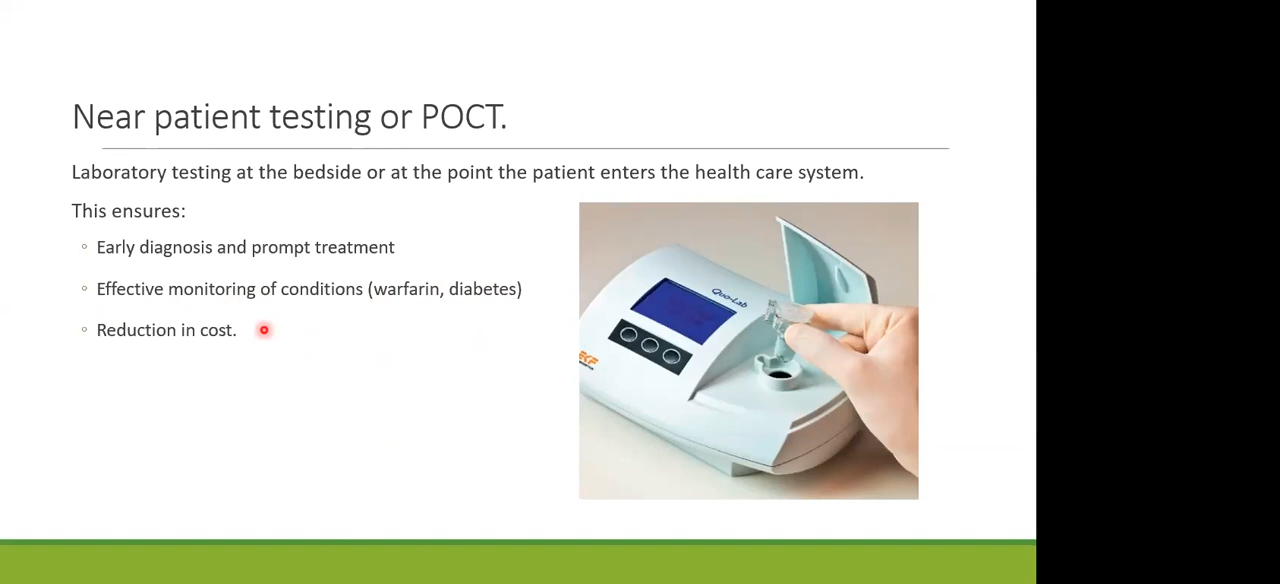 Near patient testing or POCT.
Laboratory testing at the bedside or at the point the patient enters the health care system.
This ensures:
Early diagnosis and prompt treatment
Effective monitoring of conditions (warfarin, diabetes)
Reduction in cost.
Quo-Lab
EKF